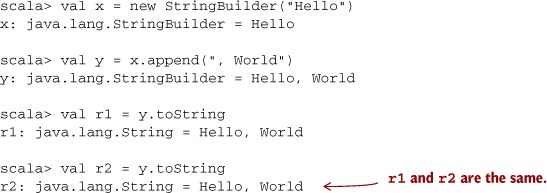 scala> val x = new StringBuilder("Hello")
x: java.lang.StringBuilder = Hello
scala> val y = x.append(", World")
y: java.lang.StringBuilder = Hello, World
scala> val r1 = y.toString
r1: java.lang.String = Hello, World
scala> val r2 = y.toString
r2: java.lang.String = Hello, World r1 and r2 are the same.